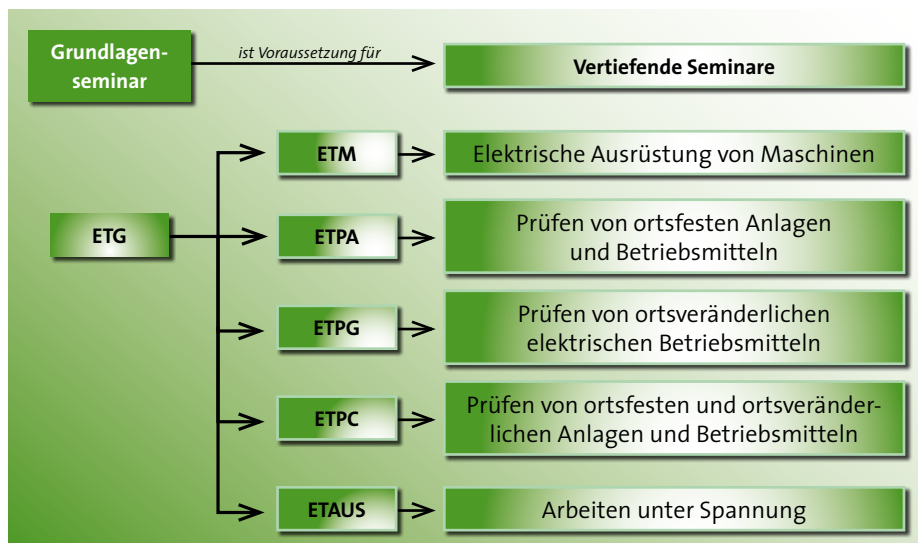 Grundlagen-
seminar
ist Voraussetzung für
Vertiefende Seminare
ETG
ETM
Elektrische Ausrüstung von Maschinen
ETPA
Prüfen von ortsfesten Anlagen
und Betriebsmitteln
ETPG
Prüfen von ortsveränderlichen
elektrischen Betriebsmitteln
ETPC
Prüfen von ortsfesten und ortsveränder-
lichen Anlagen und Betriebsmitteln
ETAUS
Arbeiten unter Spannung